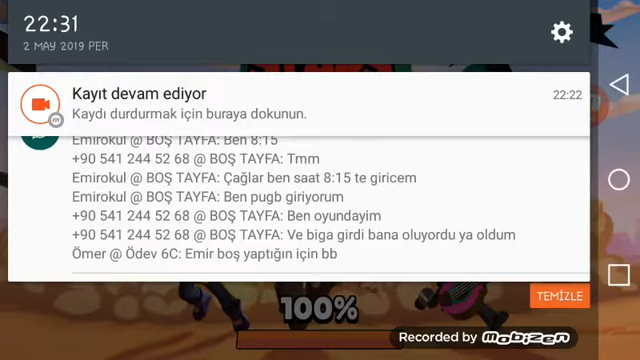 22:31
2 MAY 2019 PER
Kayıt devam ediyor
22:22
Kaydı durdurmak için buraya dokunun.
Emirokul @ BOŞ TAYFA: Ben 8:15
+90 541 244 52 68 @ BOŞ TAYFA: Tmm
Emirokul @ BOŞ TAYFA: Çağlar ben saat 8:15 te giricem
Emirokul @ BOŞ TAYFA: Ben pugb giriyorum
+90 541 244 52 68 @ BOŞ TAYFA: Ben oyundayim
+90 541 244 52 68 @ BOŞ TAYFA: Ve biga girdi bana oluyordu ya oldum
Ömer @ Ödev 6C: Emir boş yaptığın için bb
TEMİZLE
100%
Recorded by mobizen